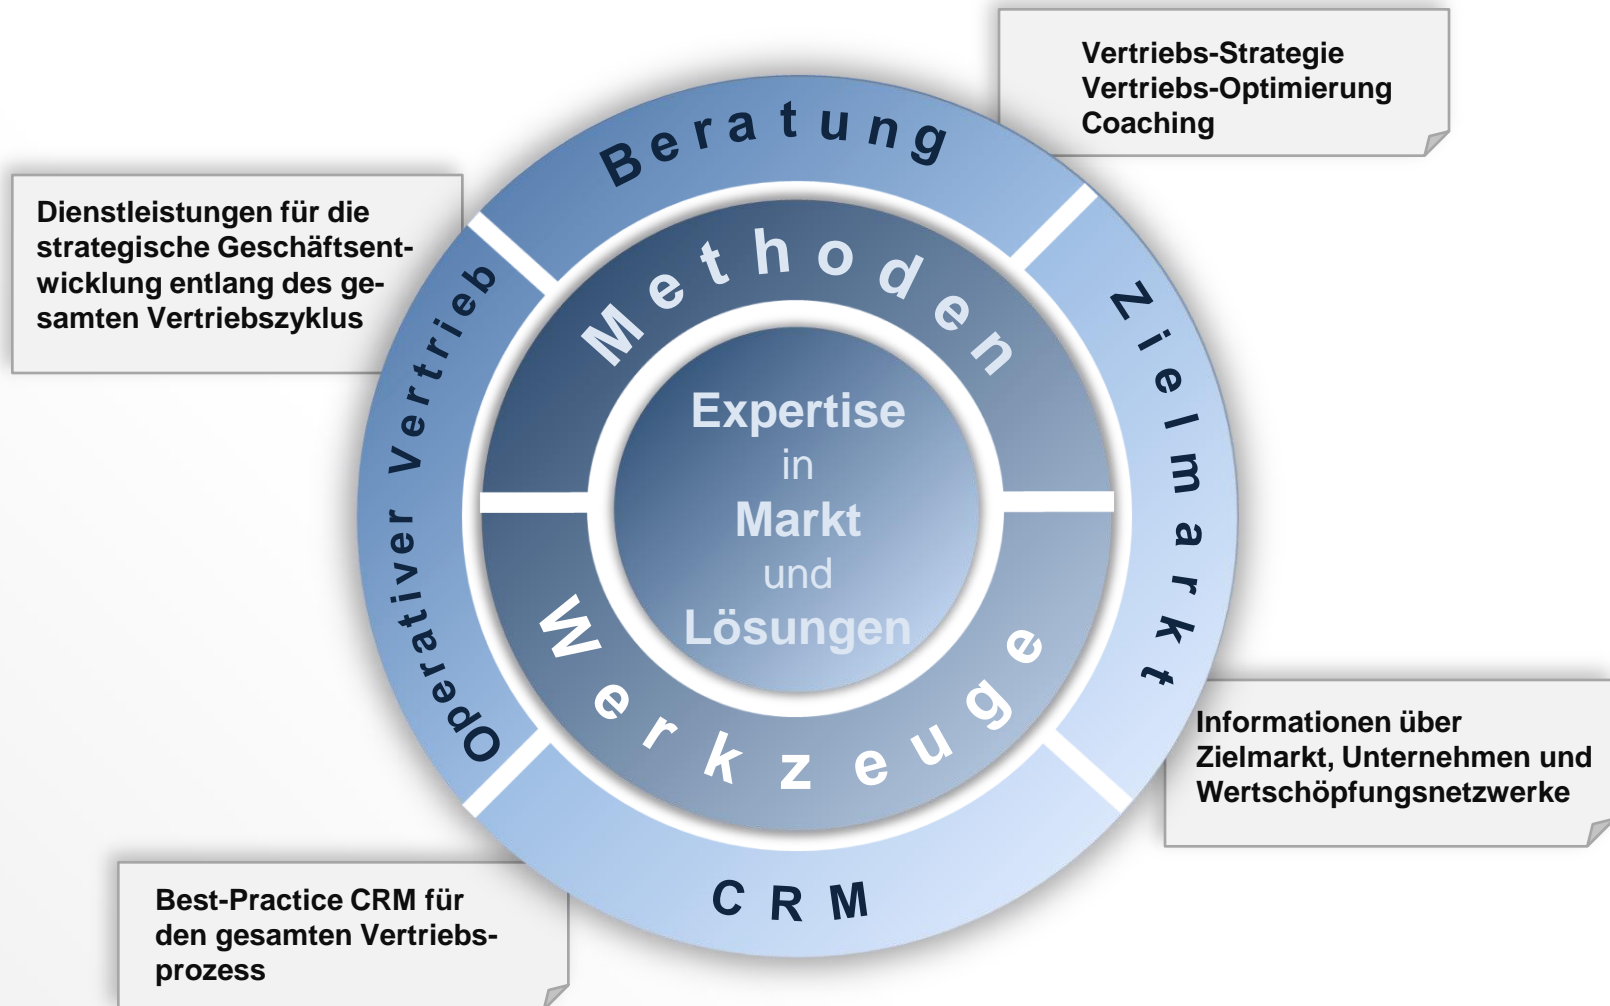 Vertriebs-Strategie
Vertriebs-Optimierung
Coaching
Dienstleistungen für die
strategische Geschäftsent-
wicklung entlang des ge-
samten Vertriebszyklus
Beratung
Zielmarkt
CRM
Operativer Vertrieb
Methoden
Werkzeuge
Expertise
in
Markt
und
Lösungen
Informationen über
Zielmarkt, Unternehmen und
Wertschöpfungsnetzwerke
Best-Practice CRM für
den gesamten Vertriebs-
prozess